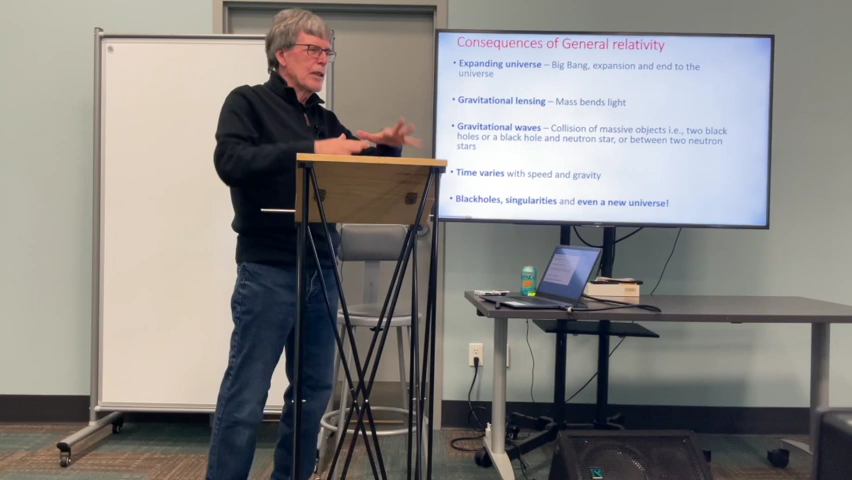 Consequences of General relativity
• Expanding universe – Big Bang, expansion and end to the
universe
• Gravitational lensing – Mass bends light
• Gravitational waves – Collision of massive objects i.e., two black
holes or a black hole and neutron star, or between two neutron
stars
• Time varies with speed and gravity
• Blackholes, singularities and even a new universe!